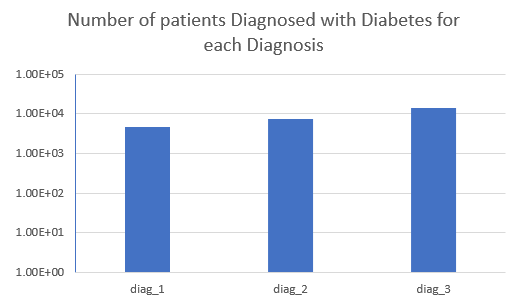 Number of patients Diagnosed with Diabetes for
each Diagnosis
1.00E+05
1.00E+04
1.00E+03
1.00E+02
1.00E+01
1.00E+00
diag_1
diag_2
diag_3